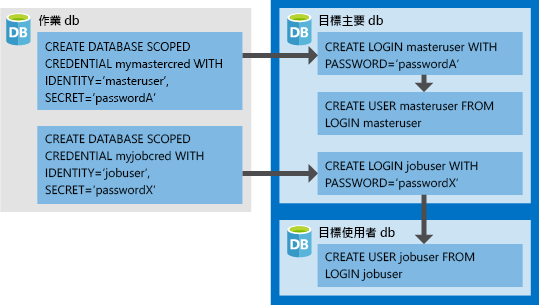 DB
作業 db
CREATE DATABASE SCOPED
CREDENTIAL mymastercred WITH
IDENTITY=‘masteruser’,
SECRET=‘passwordA’
CREATE DATABASE SCOPED
CREDENTIAL myjobcred WITH
IDENTITY=‘jobuser’,
SECRET=‘passwordX’
DB
目標主要 db
CREATE LOGIN masteruser WITH
PASSWORD=‘passwordA’
CREATE USER masteruser FROM
LOGIN masteruser
CREATE LOGIN jobuser WITH
PASSWORD=‘passwordX’
DB
目標使用者 db
CREATE USER jobuser FROM
LOGIN jobuser